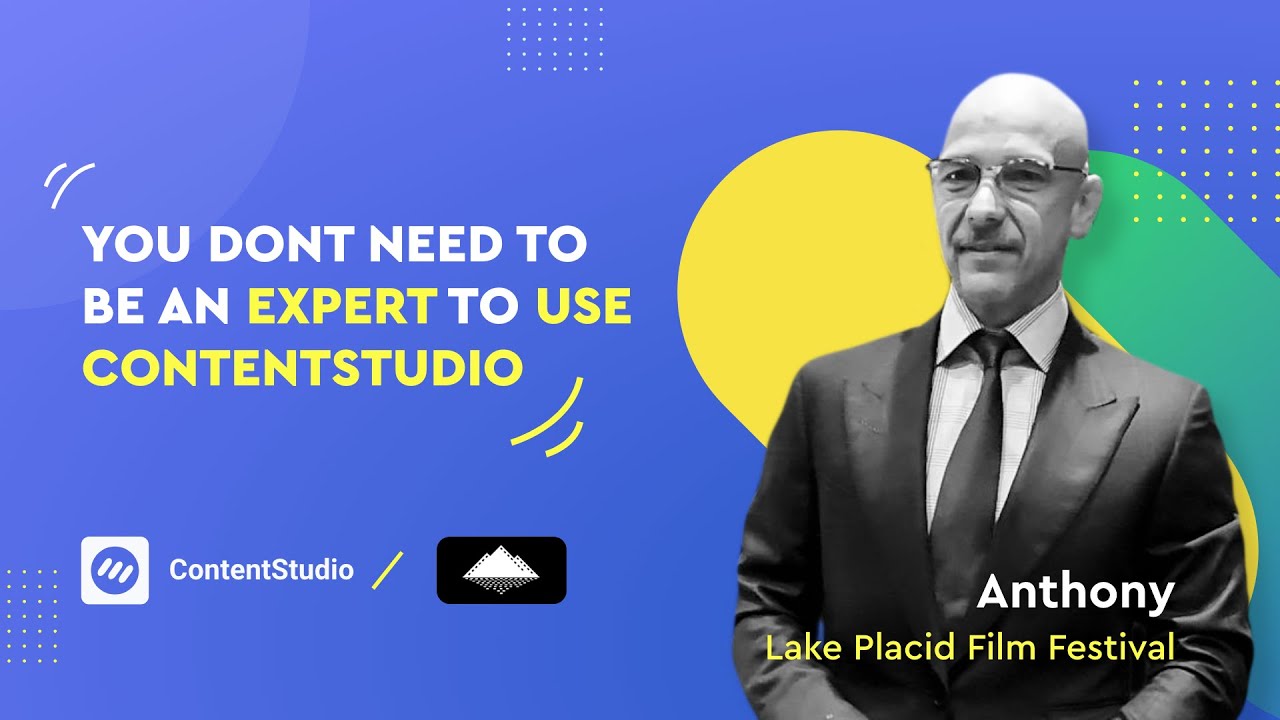 YOU DONT NEED TO
BE AN EXPERT TO USE
CONTENTSTUDIO
ContentStudio
Anthony
Lake Placid Film Festival